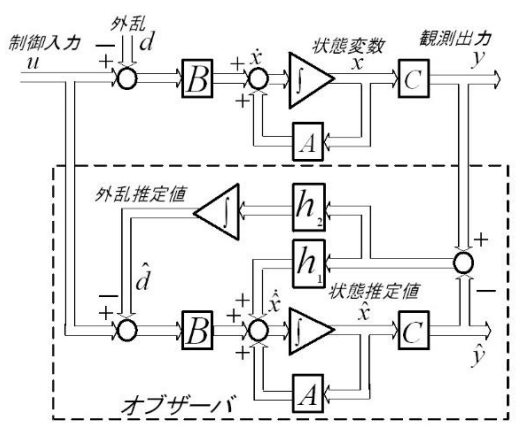 外乱
制御入力 − d 状態変数 観測出力
u + B + ẋ ∫ x C y
+ A
外乱推定値 ∫ h₂ +
d̂ h₁ −
− + 状態推定値
+ B + x̂̇ ∫ x̂ C ŷ
+ A
オブザーバ